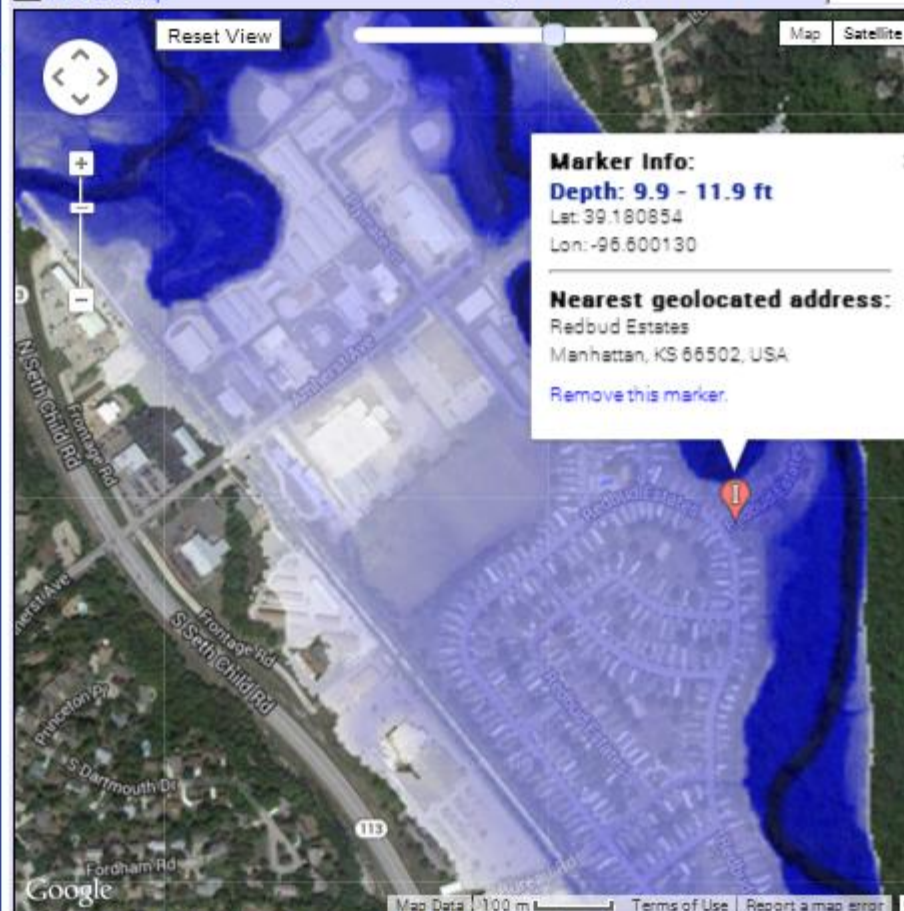 Reset View
Map
Satellite
Marker Info:
Depth: 9.9 - 11.9 ft
Lat: 39.180854
Lon: -96.600130
Nearest geolocated address:
Redbud Estates
Manhattan, KS 66502, USA
Remove this marker.
N Seth Child Rd
Frontage Rd
Amherst Ave
Redbud Estates
I
Frontage Rd
S Seth Child Rd
Princeton Pl
Redbud Estates
S Dartmouth Dr
113
Fordham Rd
Google
Map Data
100 m
Terms of Use
Report a map error